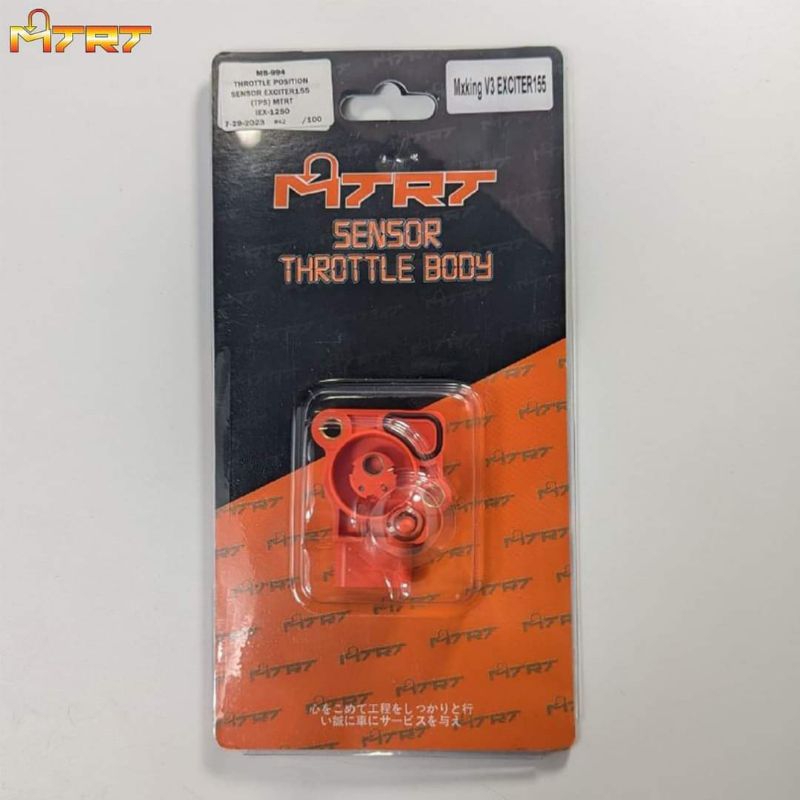 MTRT
MB-994
THROTTLE POSITION
SENSOR EXCITER155
(TPS) MTRT
IEX-1250
7-29-2023 #42 /100
Mxking V3 EXCITER155
MTRT
SENSOR
THROTTLE BODY
心をこめて工程をしつかりと行
い誠に車にサービスを与え